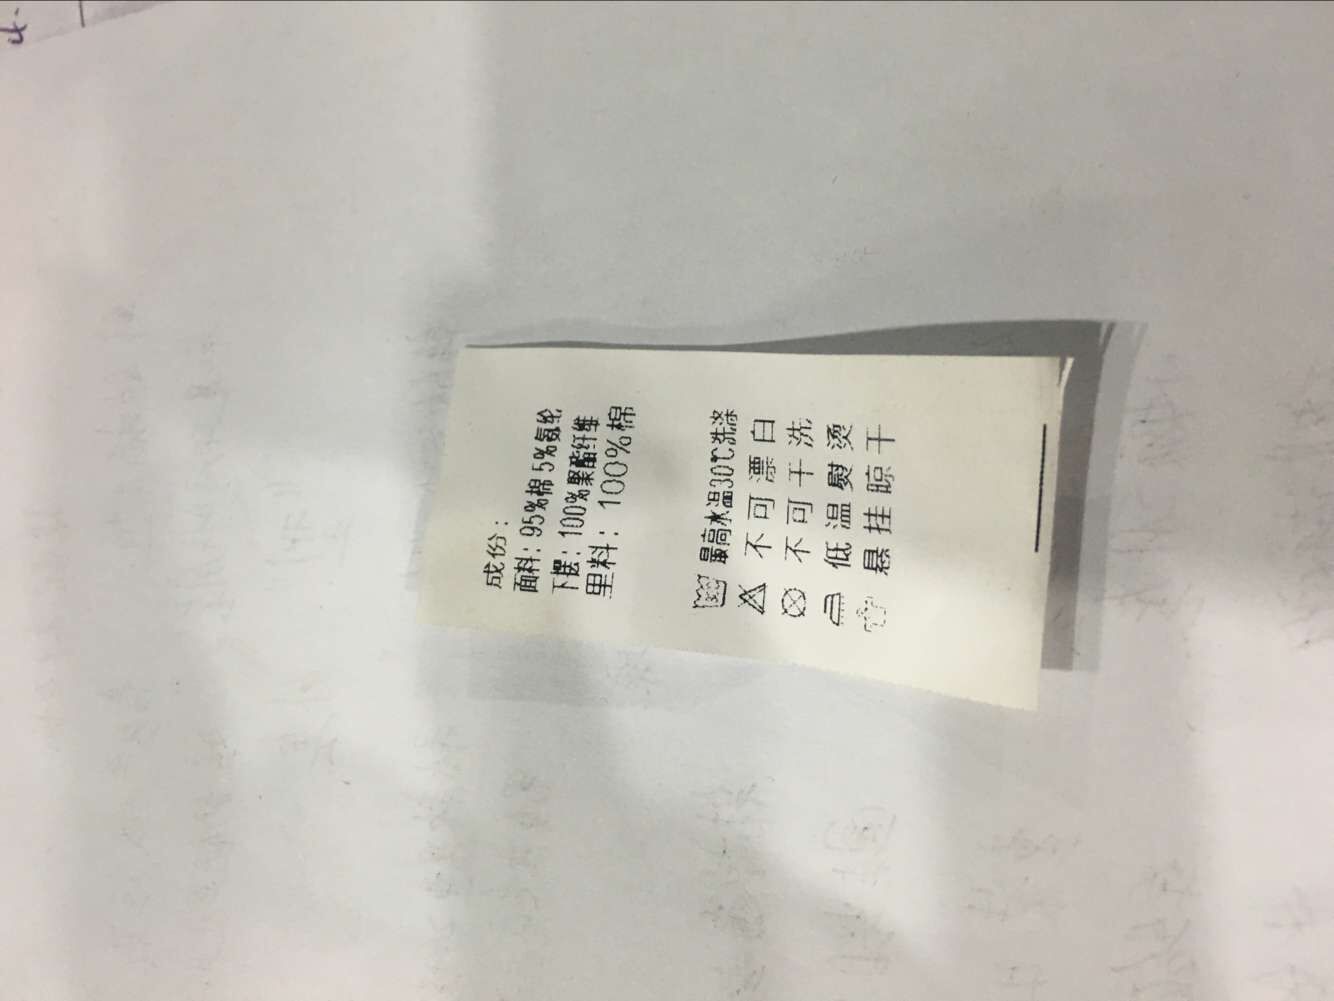 成份：
面料：95%棉 5%氨纶
下摆：100%聚酯纤维
里料：100%棉
最高水温30℃洗涤
不可漂白
不可干洗
低温熨烫
悬挂晾干